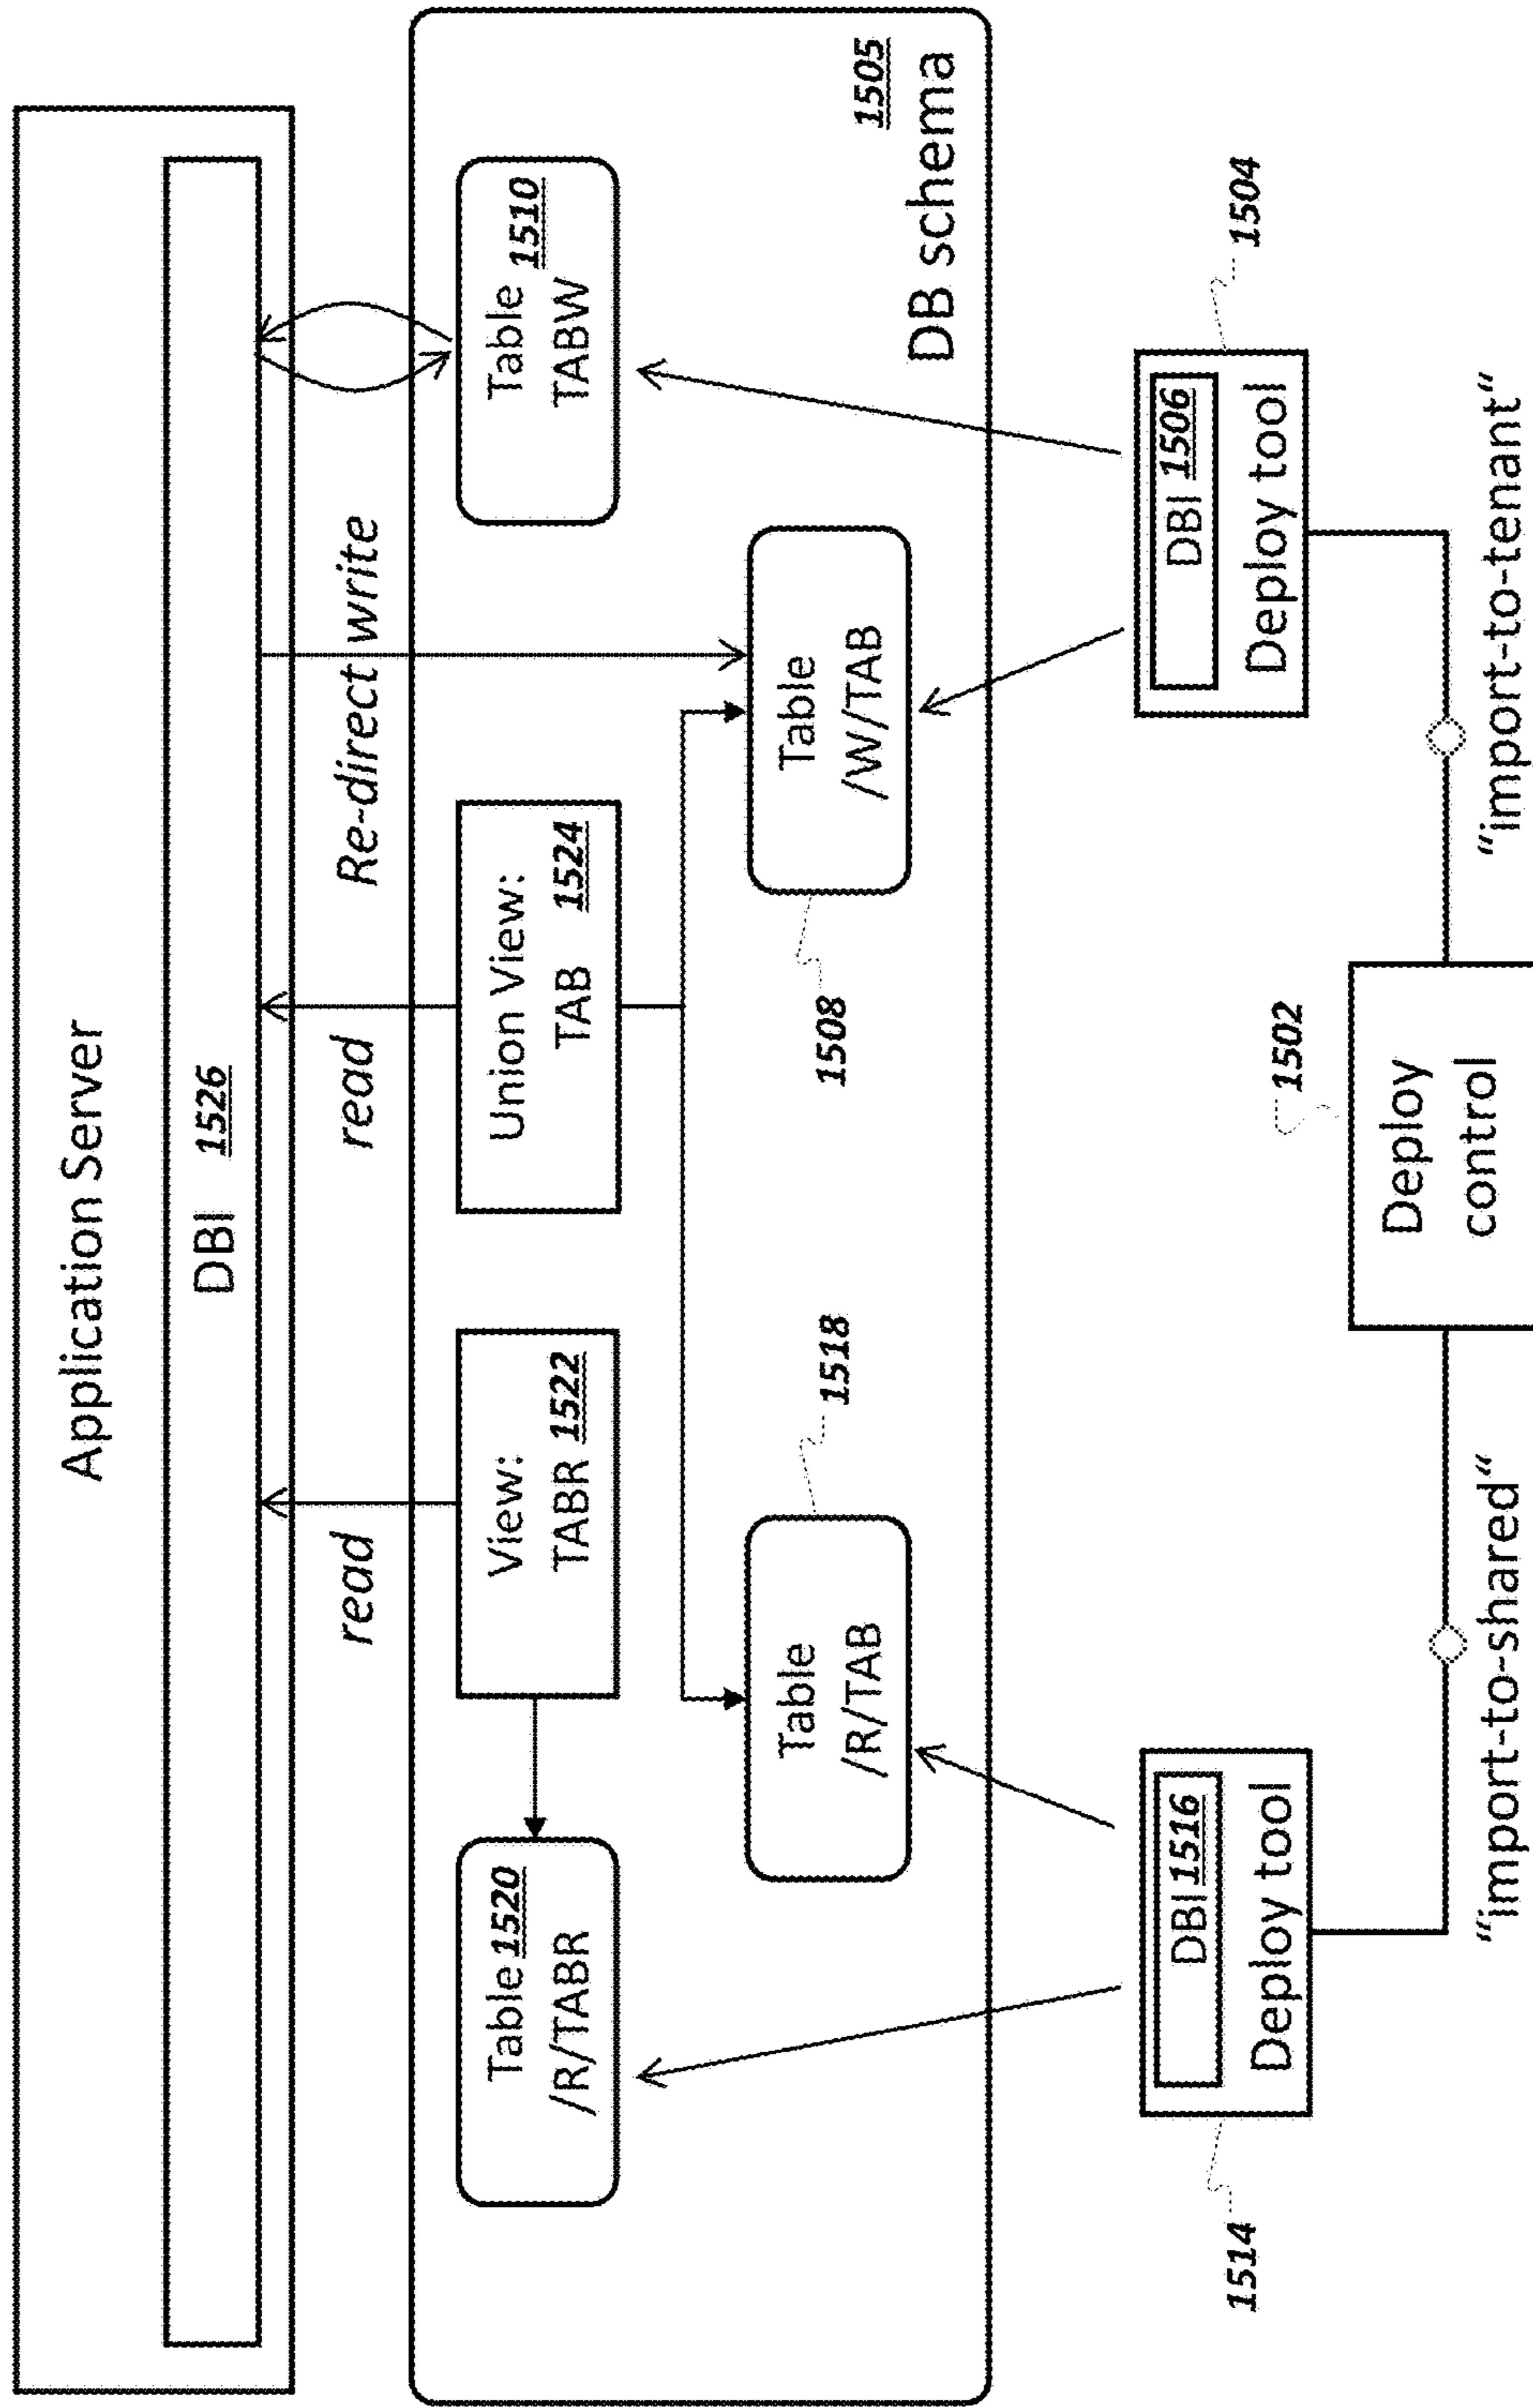 Application Server
DBI 1526
read
read
Re-direct write
Table 1520
/R/TABR
View:
TABR 1522
Union View:
TAB 1524
Table 1510
TABW
Table
/R/TAB
1518
Table
/W/TAB
1508
1505
DB schema
1514
DBI 1516
Deploy tool
DBI 1506
Deploy tool
1504
1502
Deploy
control
“import-to-shared“
“import-to-tenant“